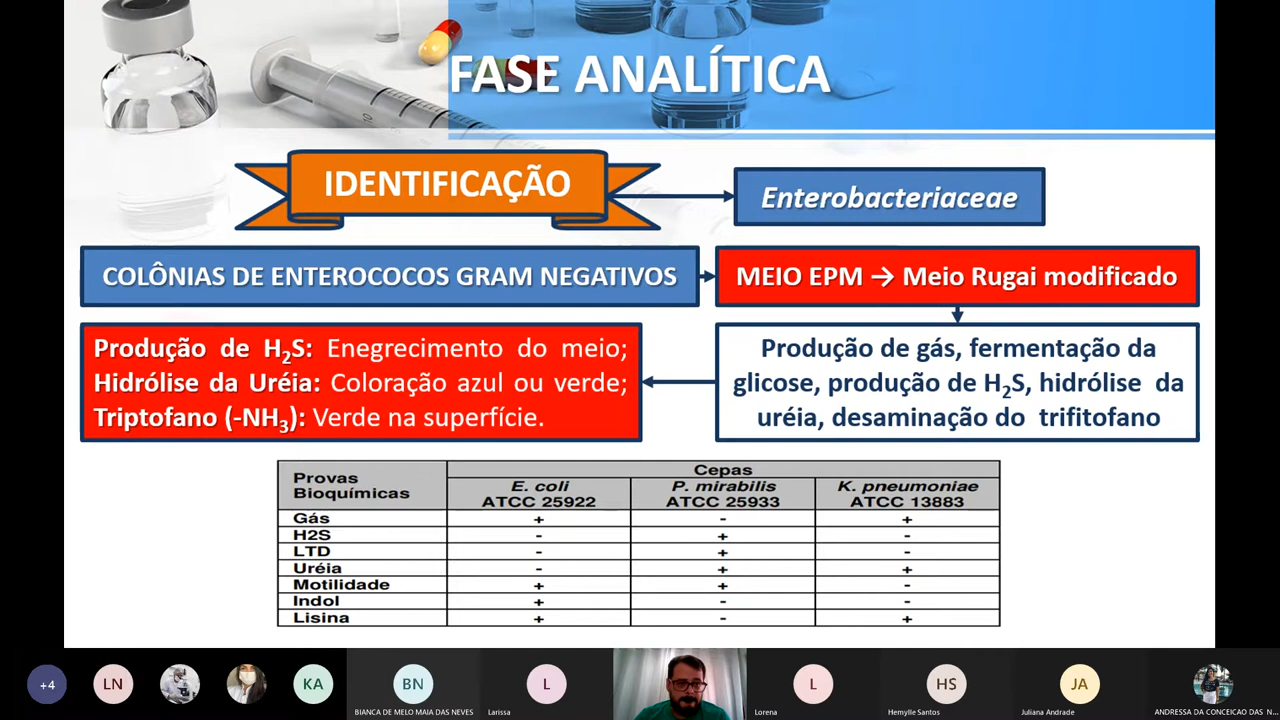 FASE ANALÍTICA
IDENTIFICAÇÃO
Enterobacteriaceae
COLÔNIAS DE ENTEROCOCOS GRAM NEGATIVOS
MEIO EPM → Meio Rugai modificado
Produção de H₂S: Enegrecimento do meio;
Hidrólise da Uréia: Coloração azul ou verde;
Triptofano (-NH₃): Verde na superfície.
Produção de gás, fermentação da
glicose, produção de H₂S, hidrólise da
uréia, desaminação do trifitofano
Provas
Bioquímicas
Cepas
E. coli
ATCC 25922
P. mirabilis
ATCC 25933
K. pneumoniae
ATCC 13883
Gás + - +
H2S - + -
LTD - + -
Uréia - + +
Motilidade + + -
Indol + - -
Lisina + - +
+4
LN
KA
BN
BIANCA DE MELO MAIA DAS NEVES
L
Larissa
L
Lorena
HS
Hemylle Santos
JA
Juliana Andrade
ANDRESSA DA CONCEICAO DAS N...